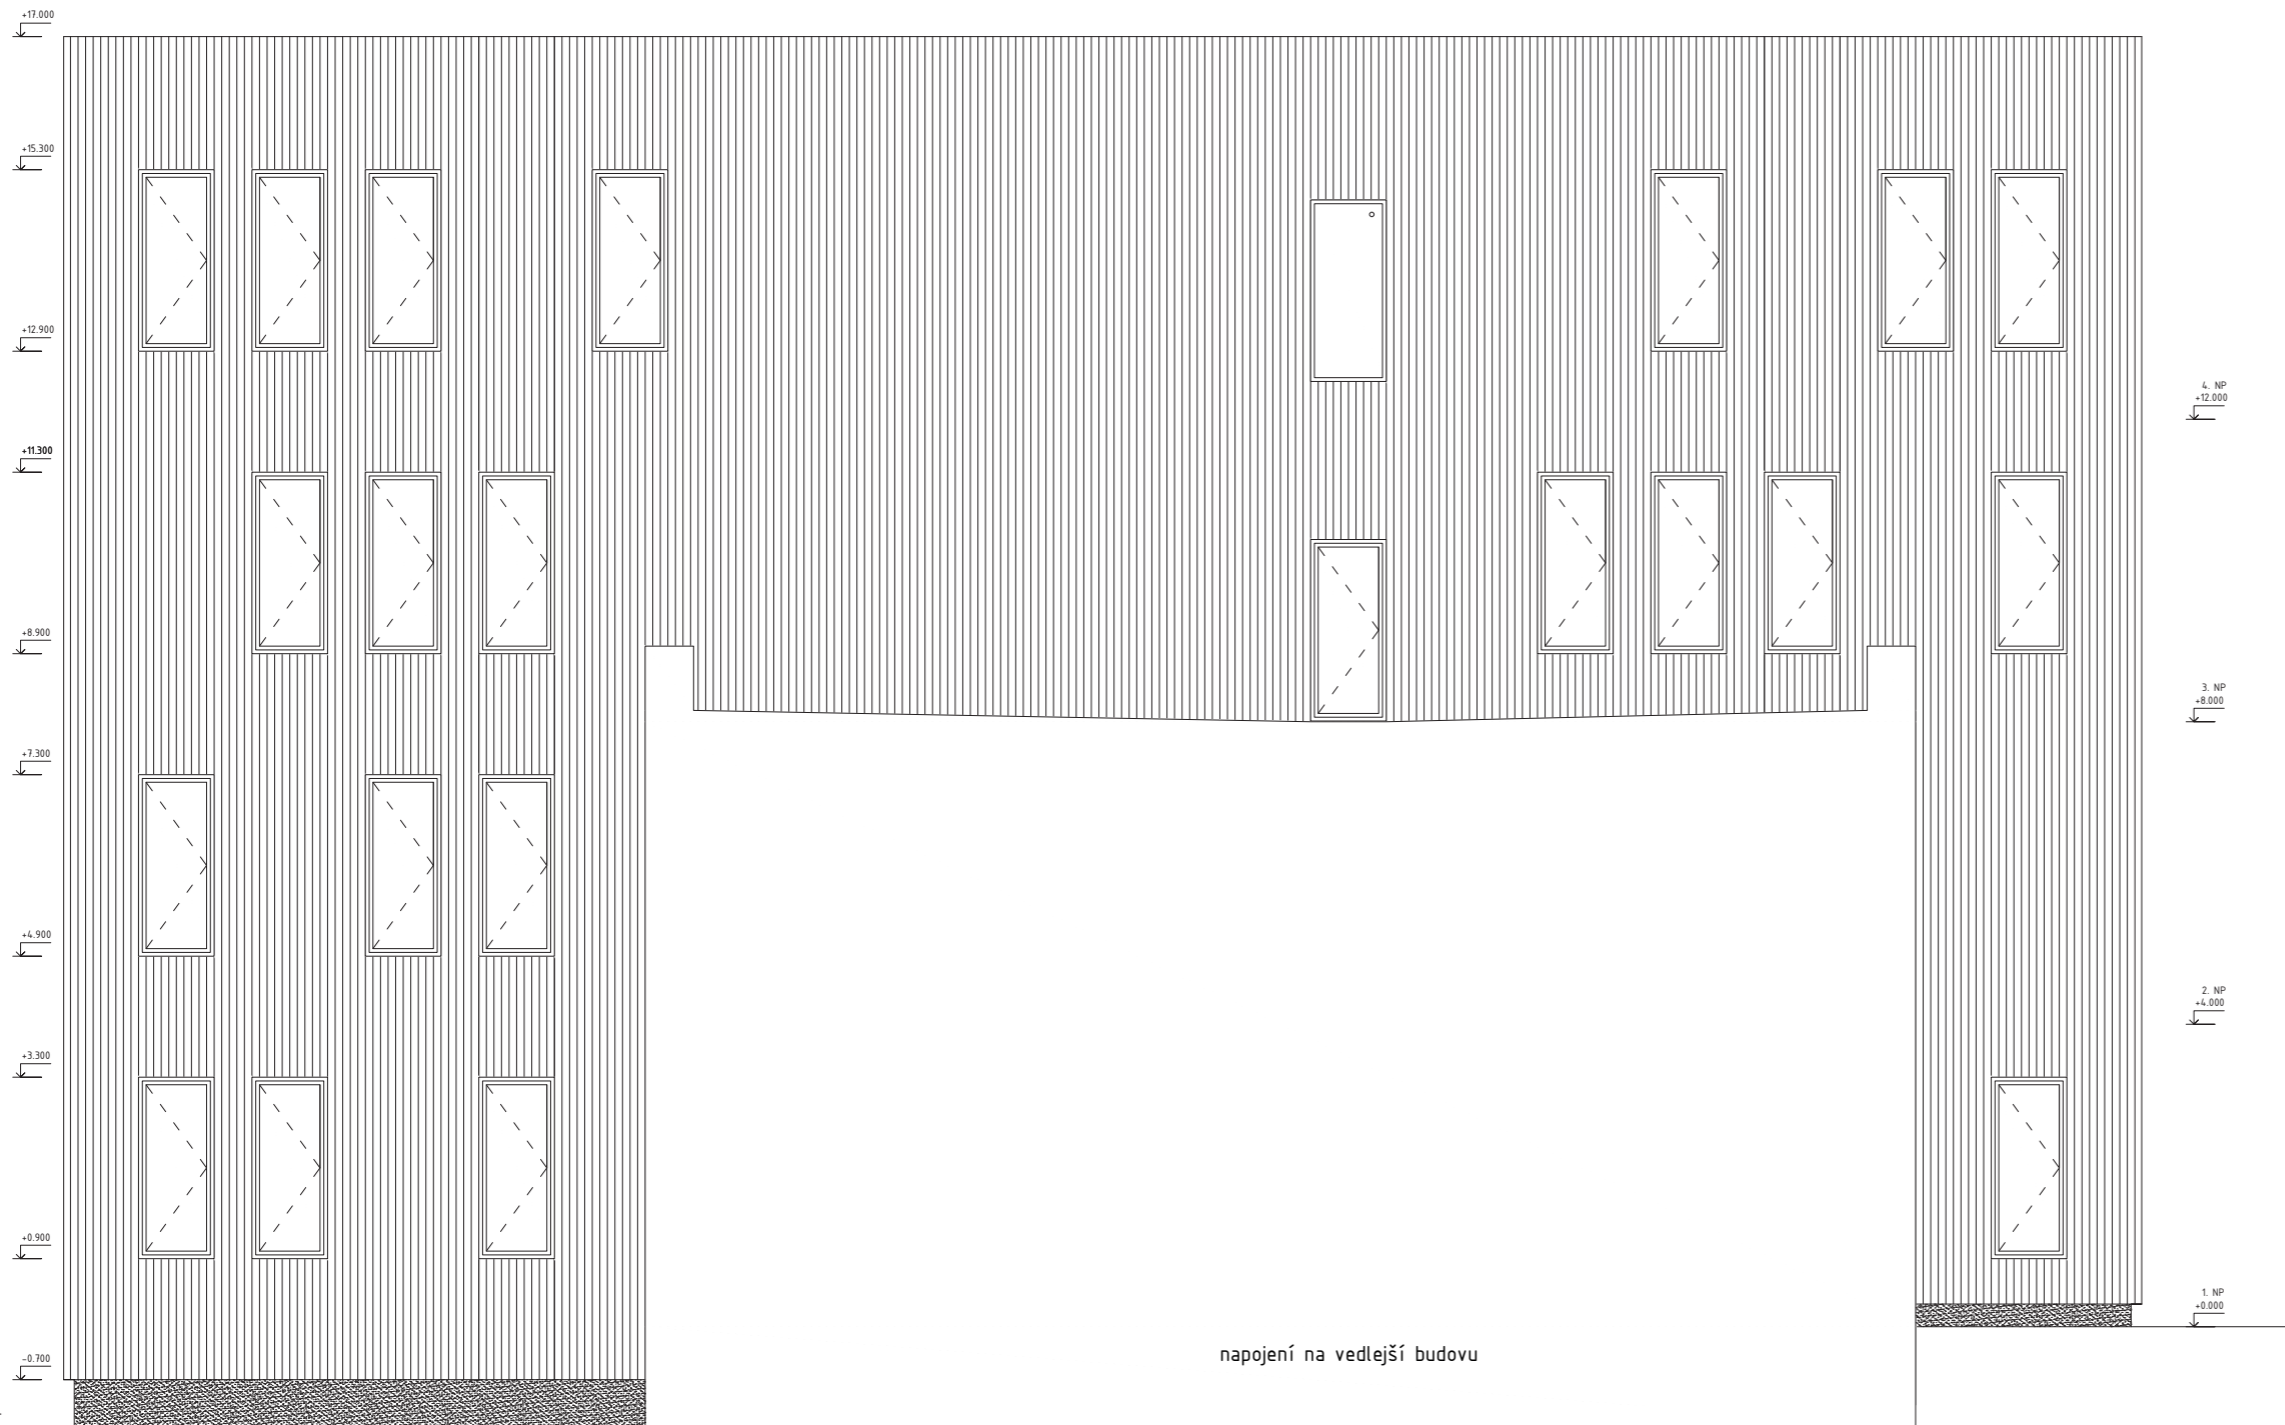 +17.000
+15.300
+12.900
4. NP
+12.000
+11.300
+8.900
3. NP
+8.000
+7.300
+4.900
2. NP
+4.000
+3.300
+0.900
1. NP
+0.000
napojení na vedlejší budovu
-0.700